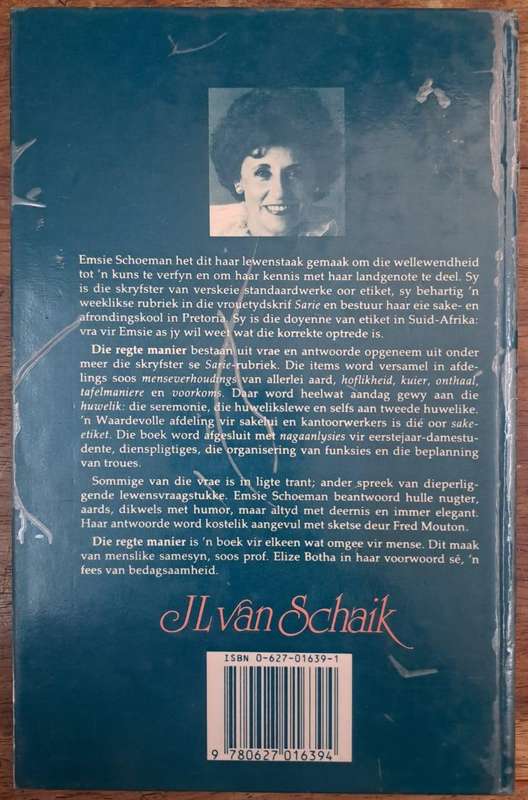 Emsie Schoeman het dit haar lewenstaak gemaak om die wellewendheid
tot 'n kuns te verfyn en om haar kennis met haar landgenote te deel. Sy
is die skryfster van verskeie standaardwerke oor etiket, sy behartig 'n
weeklikse rubriek in die vrouetydskrif Sarie en bestuur haar eie sake- en
afrondingskool in Pretoria. Sy is die doyenne van etiket in Suid-Afrika:
vra vir Emsie as jy wil weet wat die korrekte optrede is.
Die regte manier bestaan uit vrae en antwoorde opgeneem uit onder
meer die skryfster se Sarie-rubriek. Die items word versamel in afde-
lings soos menseverhoudings van allerlei aard, hoflikheid, kuier, onthaal,
tafelmaniere en voorkoms. Daar word heelwat aandag gewy aan die
huwelik: die seremonie, die huwelikslewe en selfs aan tweede huwelike.
'n Waardevolle afdeling vir sakelui en kantoorwerkers is dié oor sake-
etiket. Die boek word afgesluit met nagaanlysies vir eerstejaar-damestu-
dente, dienspligtiges, die organisering van funksies en die beplanning
van troues.
Sommige van die vrae is in ligte trant; ander spreek van dieperlig-
gende lewensvraagstukke. Emsie Schoeman beantwoord hulle nugter,
aards, dikwels met humor, maar altyd met deernis en immer elegant.
Haar antwoorde word kostelik aangevul met sketse deur Fred Mouton.
Die regte manier is 'n boek vir elkeen wat omgee vir mense. Dit maak
van menslike samesyn, soos prof. Elize Botha in haar voorwoord sê, 'n
fees van bedagsaamheid.
JL van Schaik
ISBN 0-627-01639-1
9 780627 016394